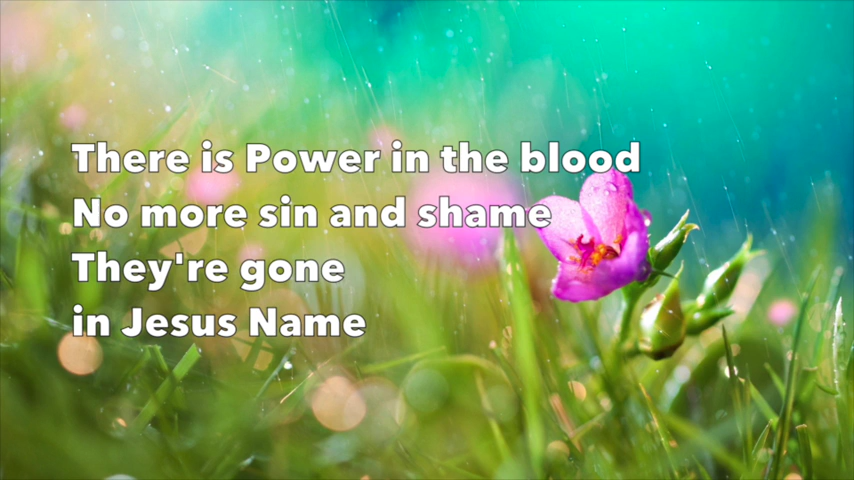 There is Power in the blood
No more sin and shame
They're gone
in Jesus Name